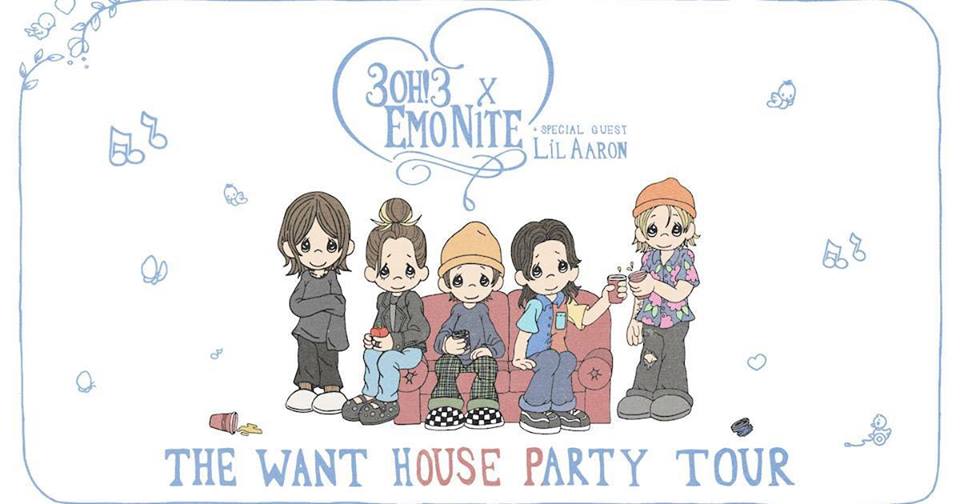 3OH!3 X
EMO NITE
+ SPECIAL GUEST
LIL AARON
THE WANT HOUSE PARTY TOUR